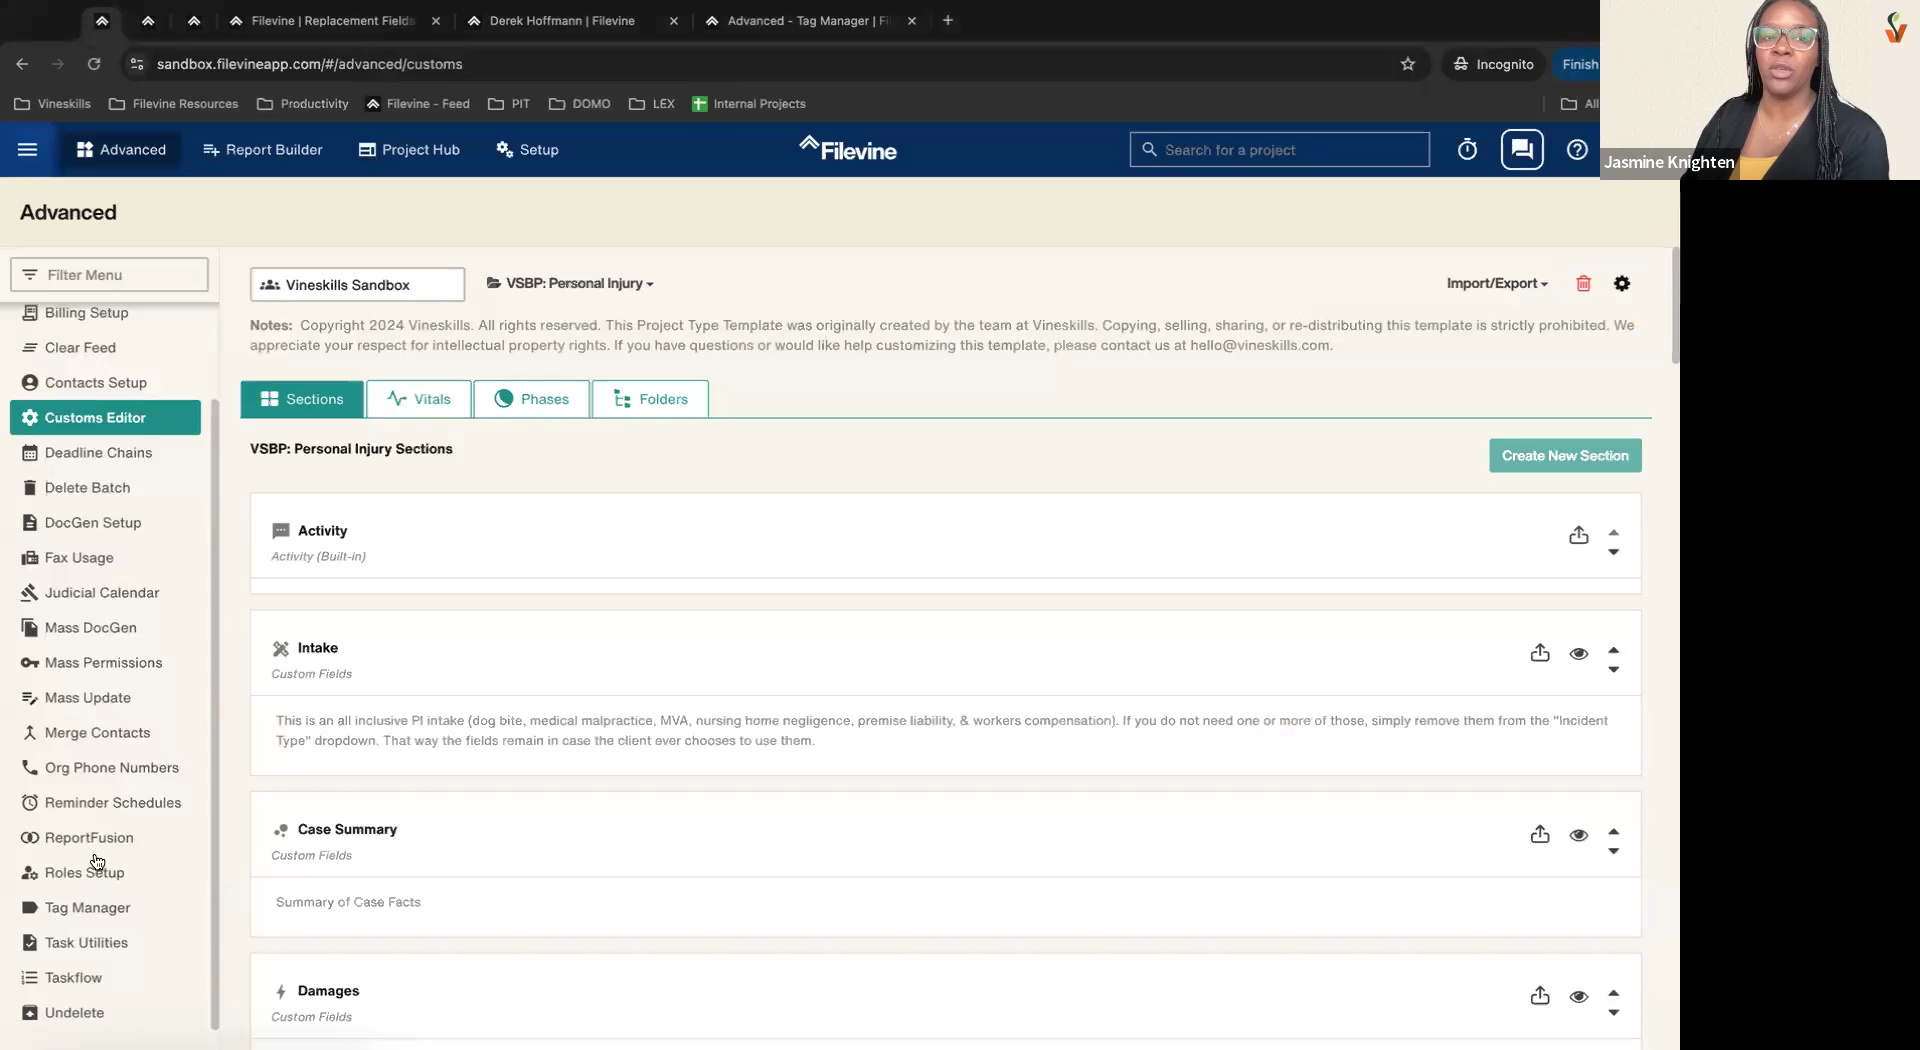 Filevine | Replacement Fields
Derek Hoffmann | Filevine
Advanced - Tag Manager | Fi
sandbox.filevineapp.com/#/advanced/customs
Incognito
Finish
Vineskills
Filevine Resources
Productivity
Filevine - Feed
PIT
DOMO
LEX
Internal Projects
All
Advanced
Report Builder
Project Hub
Setup
Filevine
Search for a project
Jasmine Knighten
Advanced
Filter Menu
Billing Setup
Clear Feed
Contacts Setup
Customs Editor
Deadline Chains
Delete Batch
DocGen Setup
Fax Usage
Judicial Calendar
Mass DocGen
Mass Permissions
Mass Update
Merge Contacts
Org Phone Numbers
Reminder Schedules
ReportFusion
Roles Setup
Tag Manager
Task Utilities
Taskflow
Undelete
Vineskills Sandbox
VSBP: Personal Injury
Import/Export
Notes: Copyright 2024 Vineskills. All rights reserved. This Project Type Template was originally created by the team at Vineskills. Copying, selling, sharing, or re-distributing this template is strictly prohibited. We
appreciate your respect for intellectual property rights. If you have questions or would like help customizing this template, please contact us at hello@vineskills.com.
Sections
Vitals
Phases
Folders
VSBP: Personal Injury Sections
Create New Section
Activity
Activity (Built-in)
Intake
Custom Fields
This is an all inclusive PI intake (dog bite, medical malpractice, MVA, nursing home negligence, premise liability, & workers compensation). If you do not need one or more of those, simply remove them from the "Incident
Type" dropdown. That way the fields remain in case the client ever chooses to use them.
Case Summary
Custom Fields
Summary of Case Facts
Damages
Custom Fields